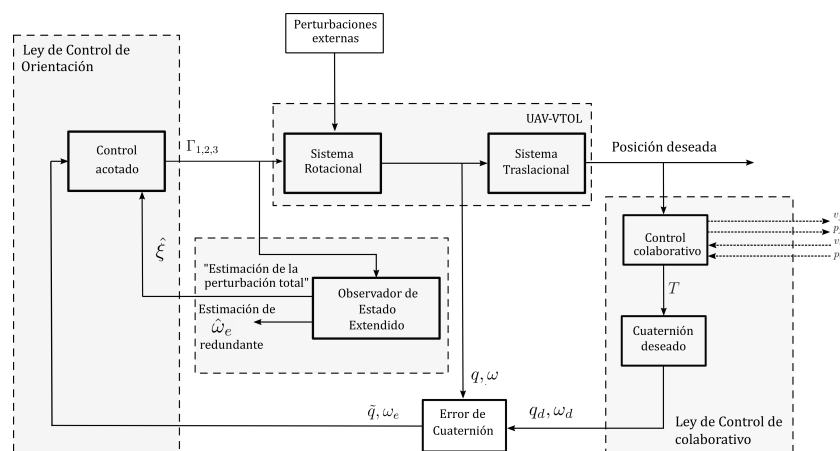 Perturbaciones
externas
Ley de Control de
Orientación
UAV-VTOL
Control
acotado
Γ₁,₂,₃
Sistema
Rotacional
Sistema
Traslacional
Posición deseada
Control
colaborativo
ξ̂
"Estimación de la
perturbación total"
Observador de
Estado
Extendido
Estimación de
ω̂ₑ
redundante
T
Cuaternión
deseado
q, ω
q̃, ωₑ
Error de
Cuaternión
q_d, ω_d
Ley de Control de
colaborativo